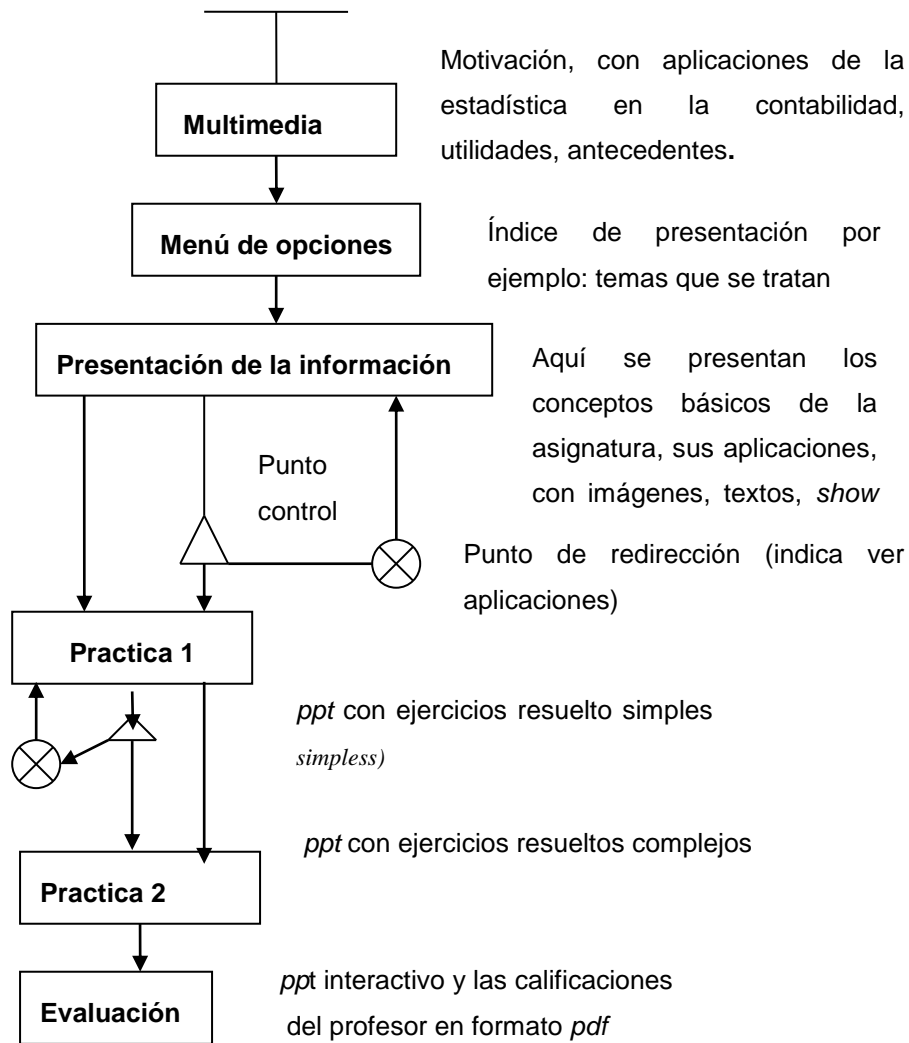 Motivación, con aplicaciones de la
estadística en la contabilidad,
utilidades, antecedentes.
Multimedia
Menú de opciones
Índice de presentación por
ejemplo: temas que se tratan
Presentación de la información
Aquí se presentan los
conceptos básicos de la
asignatura, sus aplicaciones,
con imágenes, textos, show
Punto
control
Punto de redirección (indica ver
aplicaciones)
Practica 1
ppt con ejercicios resuelto simples
simpless)
ppt con ejercicios resueltos complejos
Practica 2
Evaluación
ppt interactivo y las calificaciones
del profesor en formato pdf